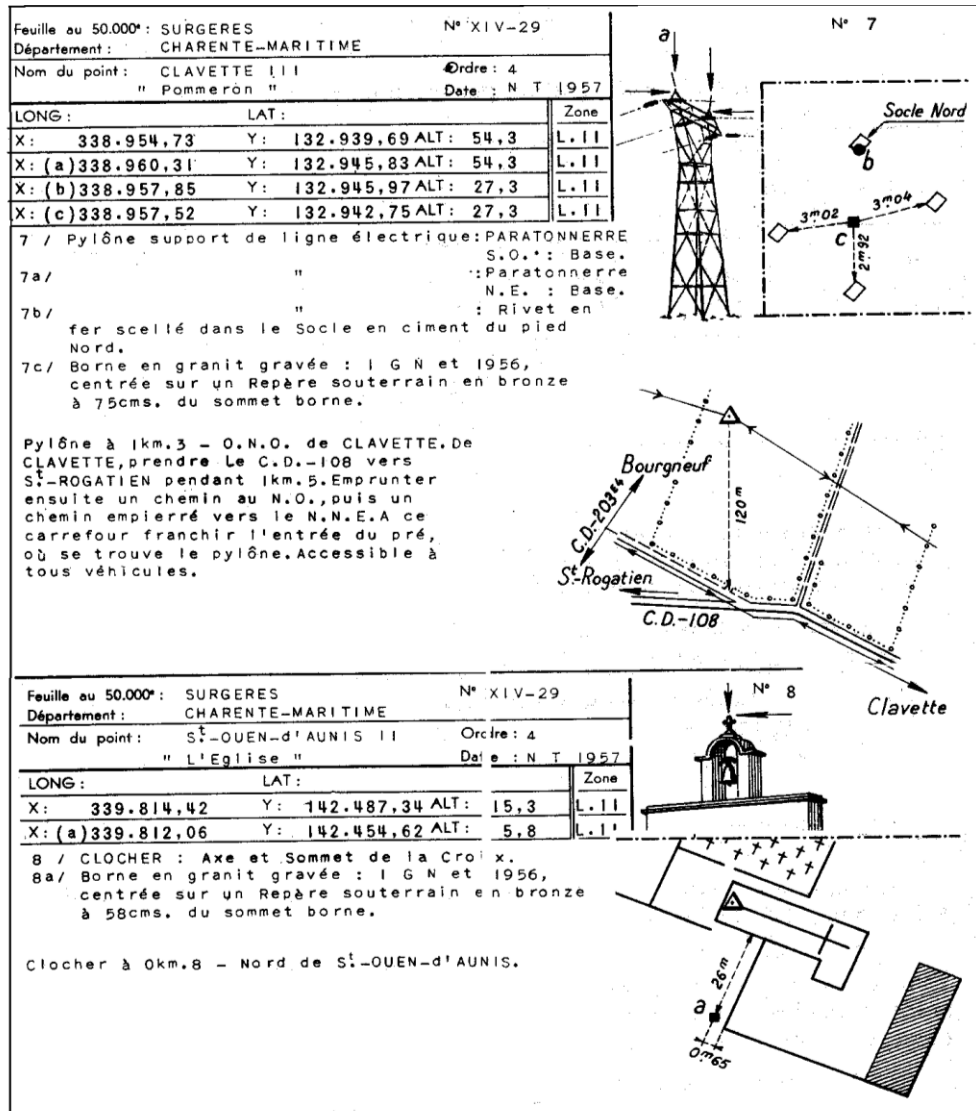 Feuille au 50.000e : SURGERES N° XIV-29
Département : CHARENTE-MARITIME
Nom du point : CLAVETTE III Ordre : 4
" Pommeron " Date : N T 1957
LONG : LAT : Zone
X: 338.954,73 Y: 132.939,69 ALT: 54,3 L.II
X: (a)338.960,31 Y: 132.945,83 ALT: 54,3 L.II
X: (b)338.957,85 Y: 132.945,97 ALT: 27,3 L.II
X: (c)338.957,52 Y: 132.942,75 ALT: 27,3 L.II
7 / Pylône support de ligne électrique: PARATONNERRE
S.O. : Base.
7a/ " :Paratonnerre
N.E. : Base.
7b/ " : Rivet en
fer scellé dans le Socle en ciment du pied
Nord.
7c/ Borne en granit gravée : I G N et 1956,
centrée sur un Repère souterrain en bronze
à 75cms. du sommet borne.
Pylône à 1km.3 - O.N.O. de CLAVETTE.De
CLAVETTE,prendre Le C.D.-108 vers
St.-ROGATIEN pendant 1km.5.Emprunter
ensuite un chemin au N.O.,puis un
chemin empierré vers le N.N.E.A ce
carrefour franchir l'entrée du pré,
où se trouve le pylône.Accessible à
tous véhicules.
N° 7
a
Socle Nord
b
3m02
3m04
c
2m92
Bourgneuf
C.D.-203E4
120m
St-Rogatien
C.D.-108
Clavette
Feuille au 50.000e : SURGERES N° XIV-29
Département : CHARENTE-MARITIME
Nom du point : St.-OUEN-d'AUNIS II Ordre : 4
" L'Eglise " Date : N T 1957
LONG : LAT : Zone
X: 339.814,42 Y: 142.487,34 ALT: 15,3 L.II
X: (a)339.812,06 Y: 142.454,62 ALT: 5,8 L.II
8 / CLOCHER : Axe et Sommet de la Croix.
8a/ Borne en granit gravée : I G N et 1956,
centrée sur un Repère souterrain en bronze
à 58cms. du sommet borne.
Clocher à 0km.8 - Nord de St.-OUEN-d'AUNIS.
N° 8
26m
a
0m65